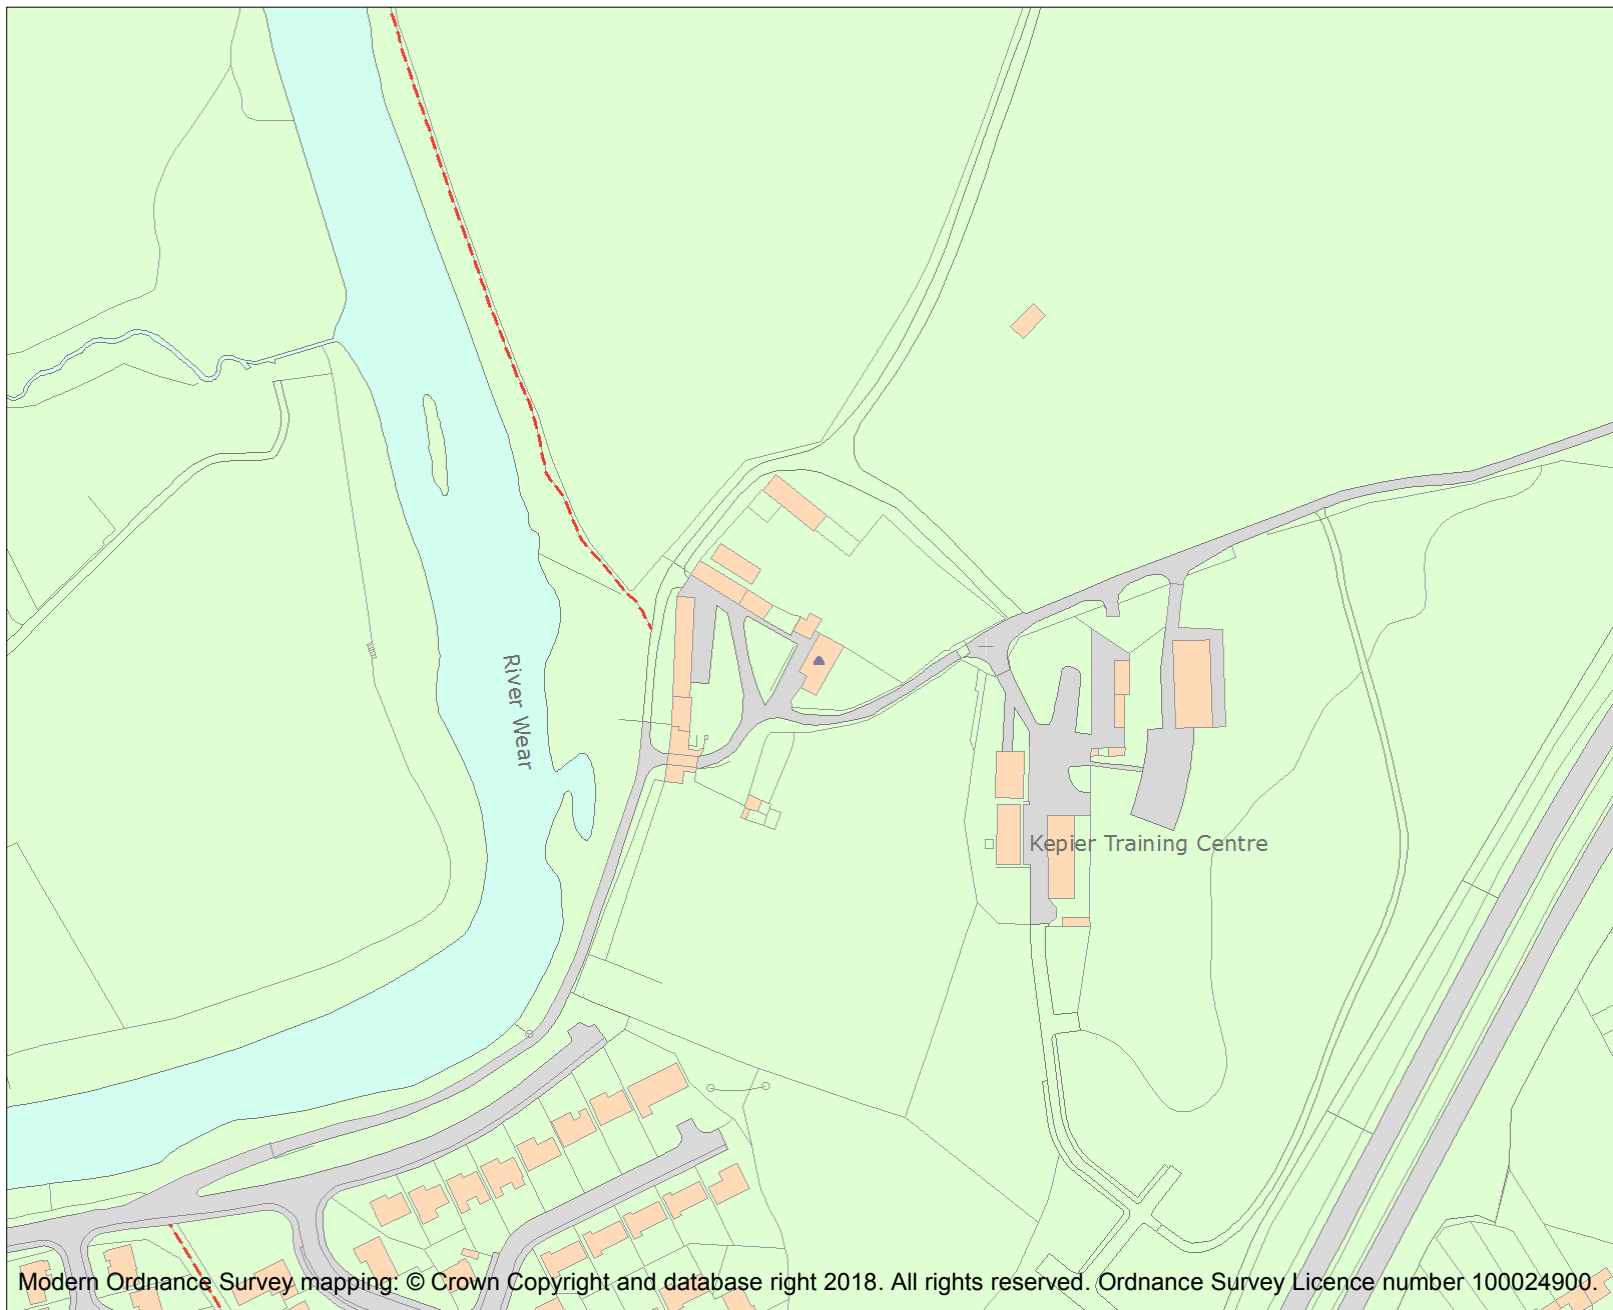 River Wear
Kepier Training Centre
Modern Ordnance Survey mapping: © Crown Copyright and database right 2018. All rights reserved. Ordnance Survey Licence number 100024900.